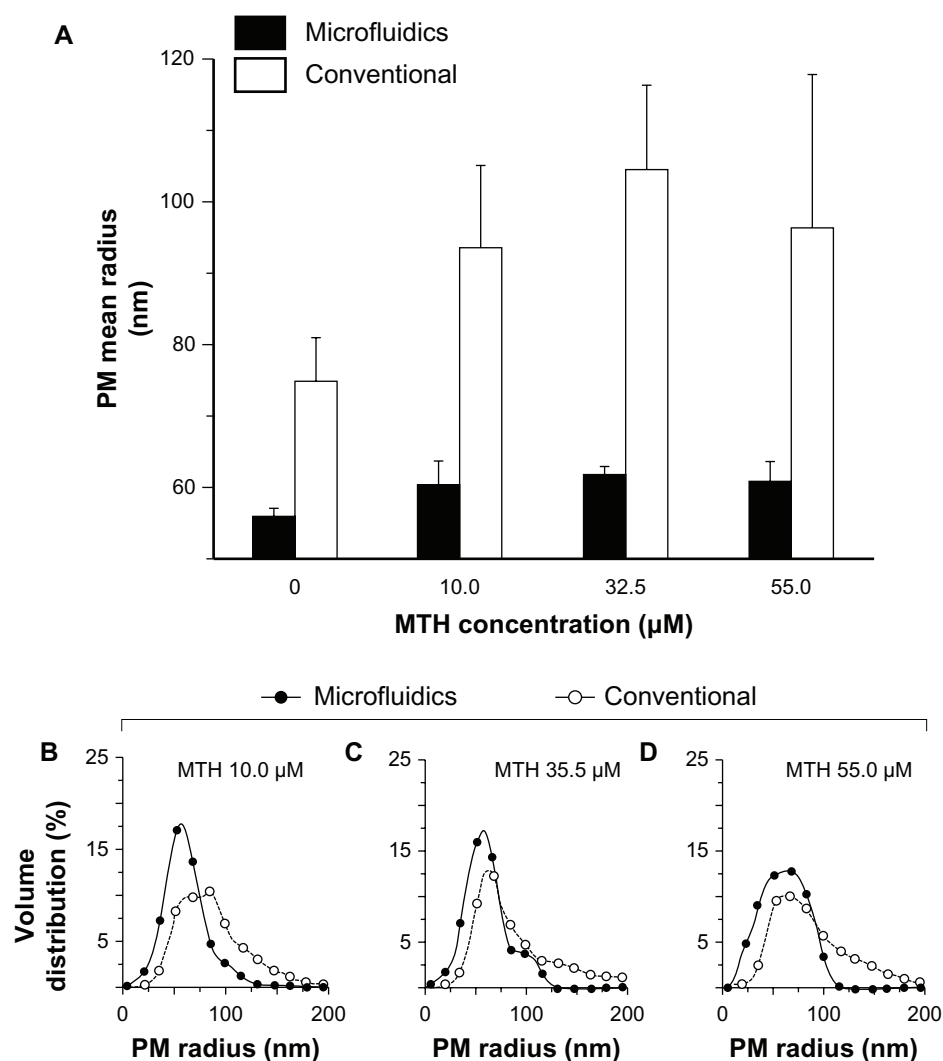 A
Microfluidics
Conventional
120
100
80
60
PM mean radius
(nm)
0 10.0 32.5 55.0
MTH concentration (µM)
Microfluidics Conventional
B
MTH 10.0 µM
25
15
5
Volume
distribution (%)
0 100 200
PM radius (nm)
C
MTH 35.5 µM
25
15
5
0 100 200
PM radius (nm)
D
MTH 55.0 µM
25
15
5
0 100 200
PM radius (nm)